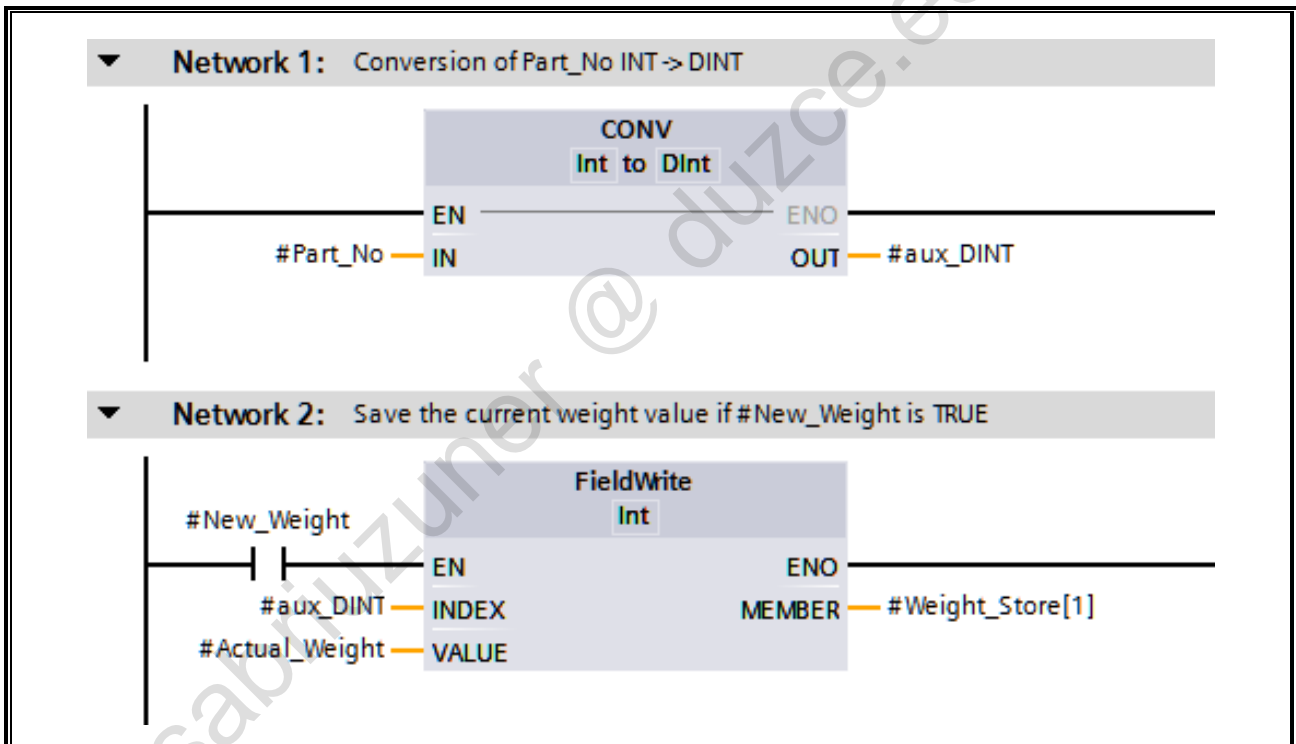 Network 1: Conversion of Part_No INT -> DINT
CONV
Int to DInt
EN ENO
#Part_No IN OUT #aux_DINT
Network 2: Save the current weight value if #New_Weight is TRUE
FieldWrite
Int
#New_Weight
EN ENO
#aux_DINT INDEX MEMBER #Weight_Store[1]
#Actual_Weight VALUE
sabriuzuner @ duzce.e